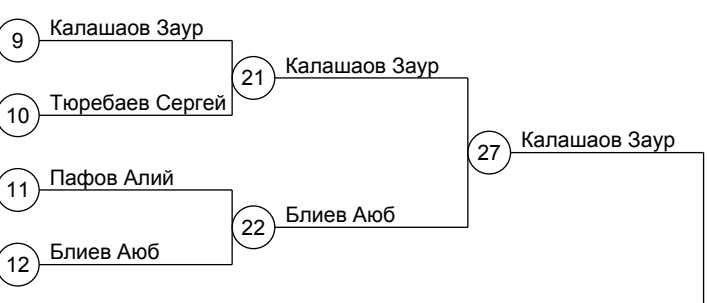 9 Калашаов Заур
21 Калашаов Заур
10 Тюребаев Сергей
27 Калашаов Заур
11 Пафов Алий
22 Блиев Аюб
12 Блиев Аюб